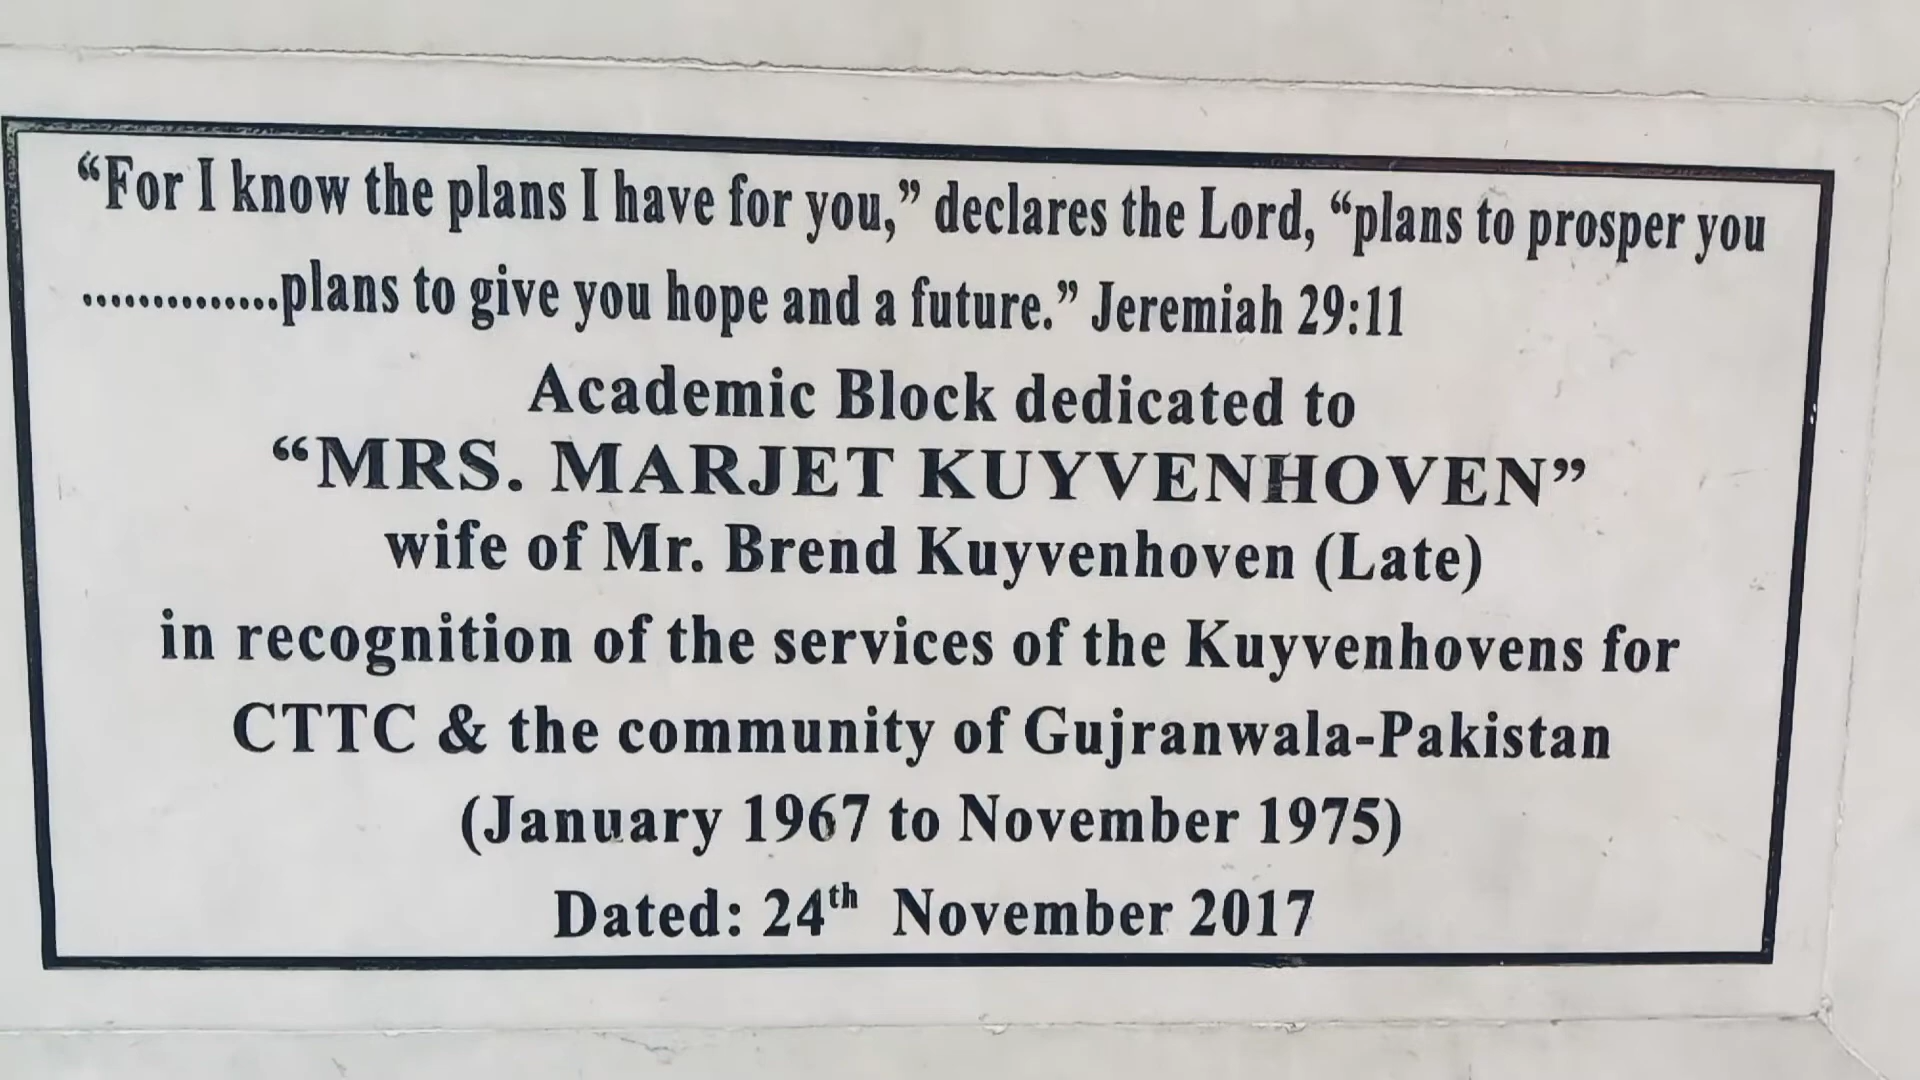 “For I know the plans I have for you,” declares the Lord, “plans to prosper you
..............plans to give you hope and a future.” Jeremiah 29:11
Academic Block dedicated to
“MRS. MARJET KUYVENHOVEN”
wife of Mr. Brend Kuyvenhoven (Late)
in recognition of the services of the Kuyvenhovens for
CTTC & the community of Gujranwala-Pakistan
(January 1967 to November 1975)
Dated: 24th November 2017